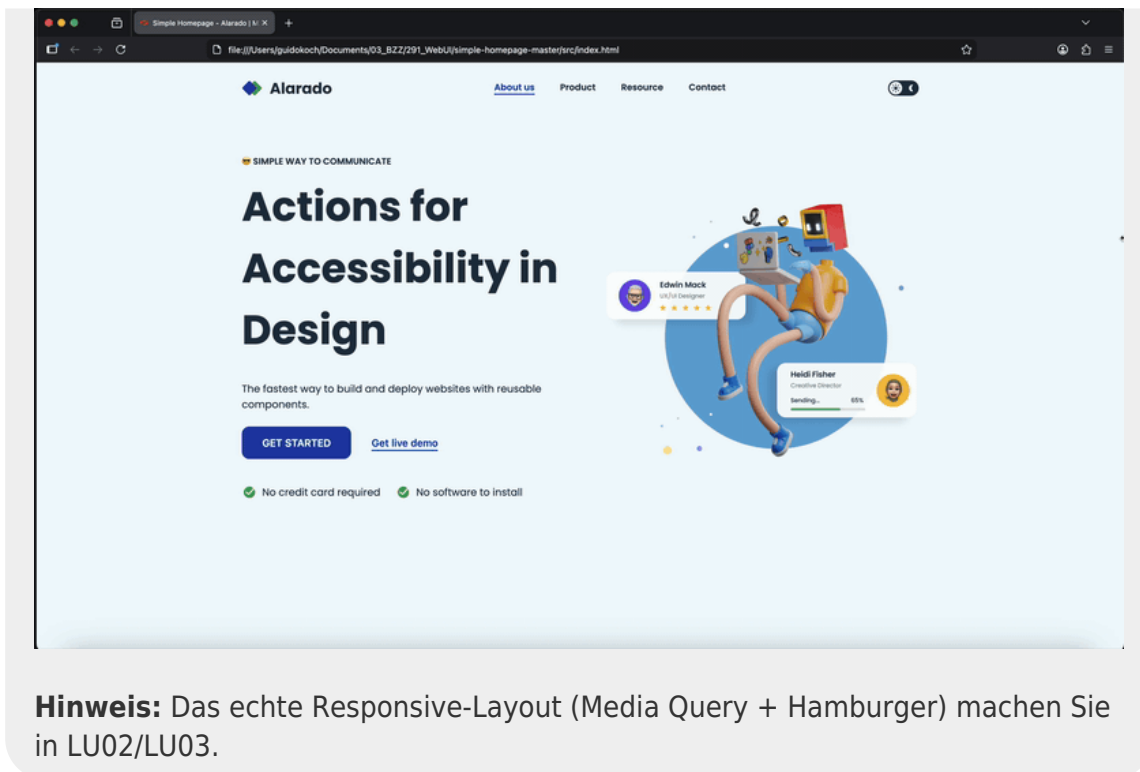 Simple Homepage - Alarado | M
file:///Users/guidokoch/Documents/03_BZZ/291_WebUI/simple-homepage-master/src/index.html
Alarado
About us Product Resource Contact
SIMPLE WAY TO COMMUNICATE
Actions for
Accessibility in
Design
Edwin Mack
UX/UI Designer
Heidi Fisher
Creative Director
Sending... 65%
The fastest way to build and deploy websites with reusable
components.
GET STARTED Get live demo
No credit card required No software to install
Hinweis: Das echte Responsive-Layout (Media Query + Hamburger) machen Sie
in LU02/LU03.